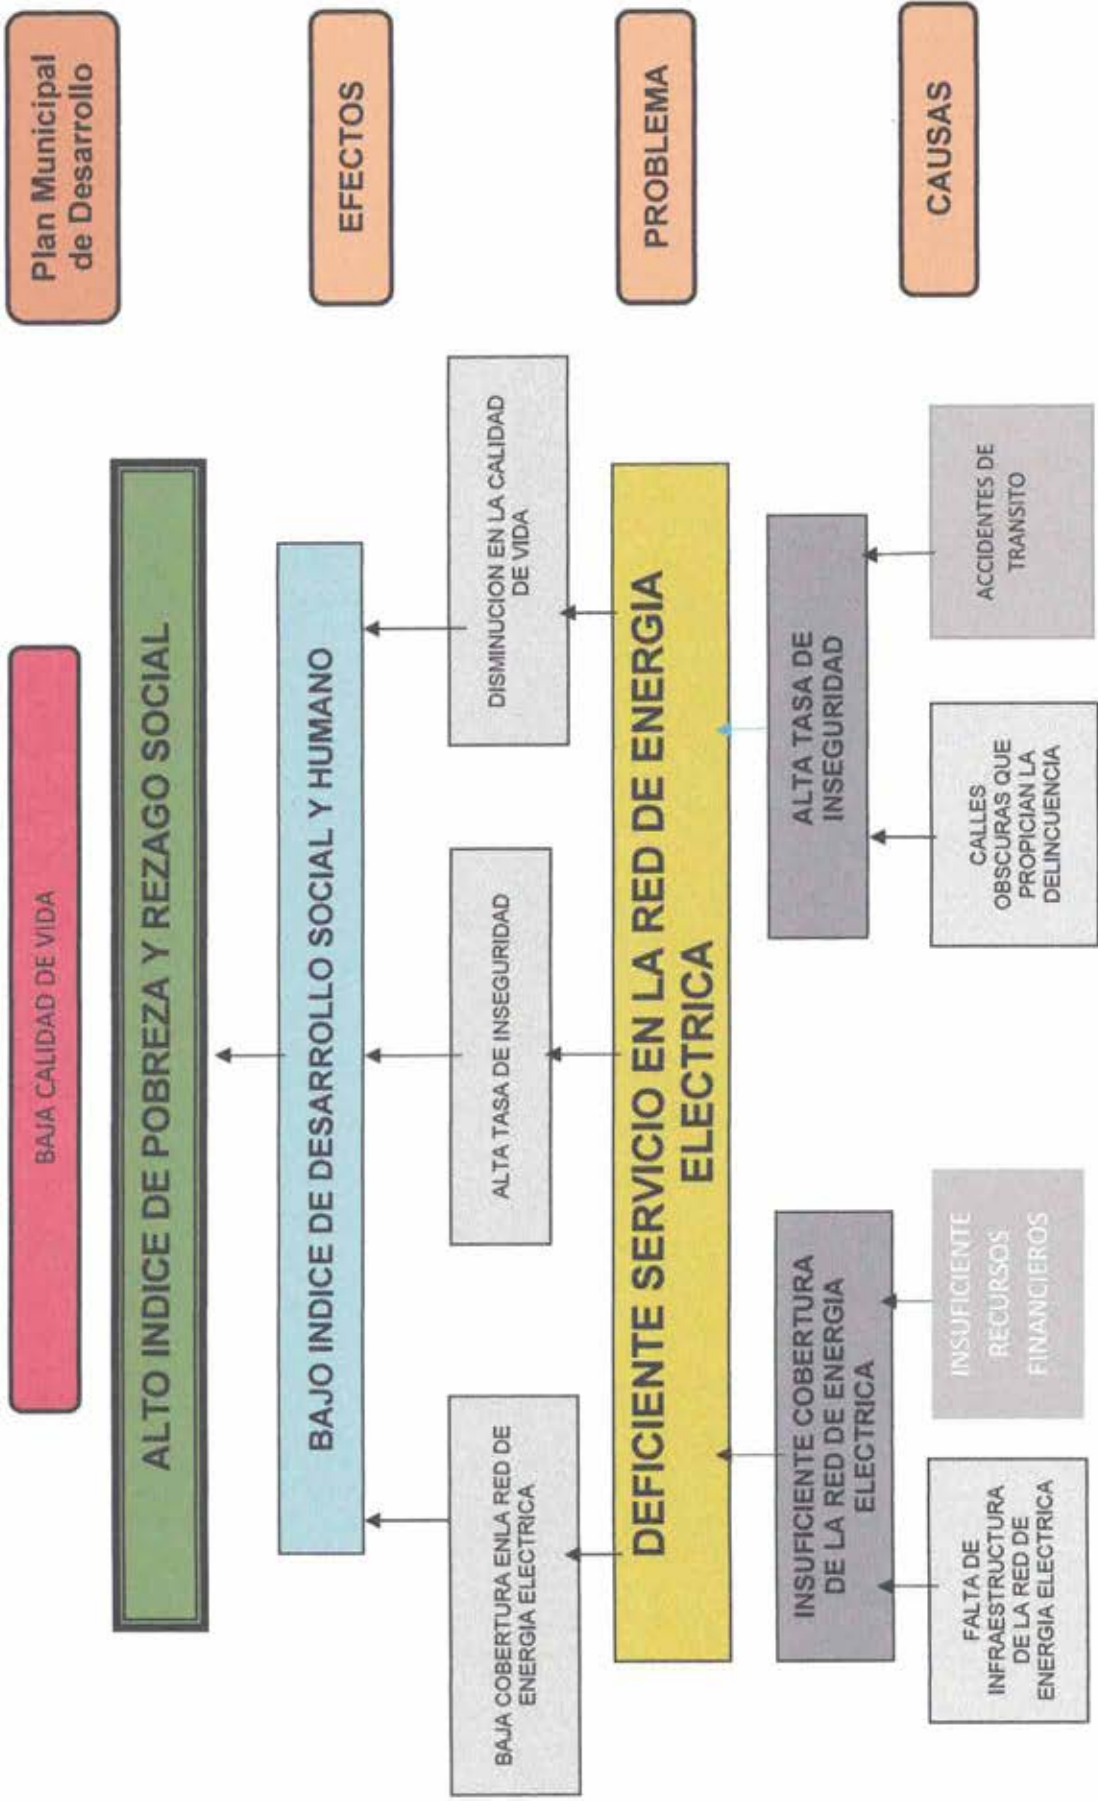 BAJA CALIDAD DE VIDA
Plan Municipal
de Desarrollo
ALTO INDICE DE POBREZA Y REZAGO SOCIAL
BAJO INDICE DE DESARROLLO SOCIAL Y HUMANO
EFECTOS
BAJA COBERTURA ENLA RED DE
ENERGIA ELECTRICA
ALTA TASA DE INSEGURIDAD
DISMINUCION EN LA CALIDAD
DE VIDA
DEFICIENTE SERVICIO EN LA RED DE ENERGIA
ELECTRICA
PROBLEMA
INSUFICIENTE COBERTURA
DE LA RED DE ENERGIA
ELECTRICA
ALTA TASA DE
INSEGURIDAD
CAUSAS
FALTA DE
INFRAESTRUCTURA
DE LA RED DE
ENERGIA ELECTRICA
INSUFICIENTE
RECURSOS
FINANCIEROS
CALLES
OBSCURAS QUE
PROPICIAN LA
DELINCUENCIA
ACCIDENTES DE
TRANSITO